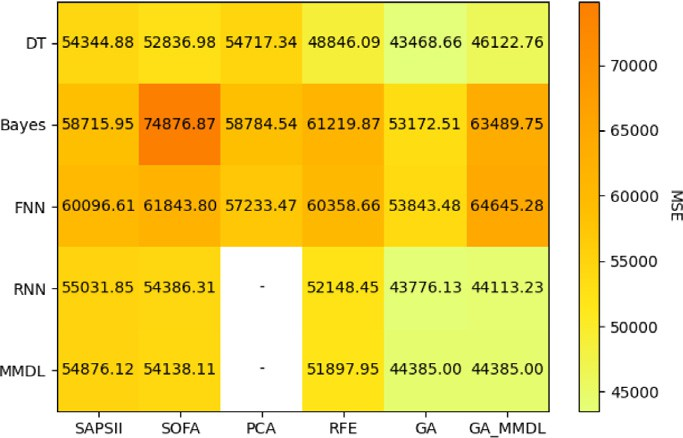 DT 54344.88 52836.98 54717.34 48846.09 43468.66 46122.76
Bayes 58715.95 74876.87 58784.54 61219.87 53172.51 63489.75
FNN 60096.61 61843.80 57233.47 60358.66 53843.48 64645.28
RNN 55031.85 54386.31 - 52148.45 43776.13 44113.23
MMDL 54876.12 54138.11 - 51897.95 44385.00 44385.00
SAPSII SOFA PCA RFE GA GA_MMDL
70000
65000
60000
55000
50000
45000
MSE